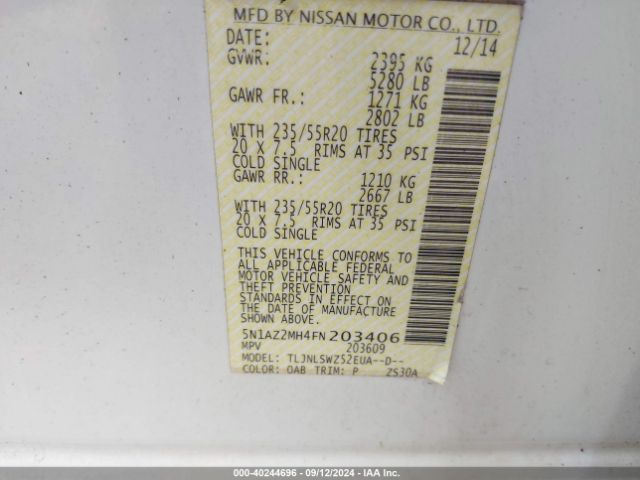 MFD BY NISSAN MOTOR CO., LTD.
DATE: 12/14
GVWR: 2395 KG
5280 LB
GAWR FR.: 1271 KG
2802 LB
WITH 235/55R20 TIRES
20 X 7.5 RIMS AT 35 PSI
COLD SINGLE
GAWR RR.: 1210 KG
2667 LB
WITH 235/55R20 TIRES
20 X 7.5 RIMS AT 35 PSI
COLD SINGLE
THIS VEHICLE CONFORMS TO
ALL APPLICABLE FEDERAL
MOTOR VEHICLE SAFETY AND
THEFT PREVENTION
STANDARDS IN EFFECT ON
THE DATE OF MANUFACTURE
SHOWN ABOVE.
5N1AZ2MH4FN203406
MPV 203609
MODEL: TLJNLSWZ52EUA--D--
COLOR: QAB TRIM: P ZS30A
000-40244696 - 09/12/2024 - IAA Inc.